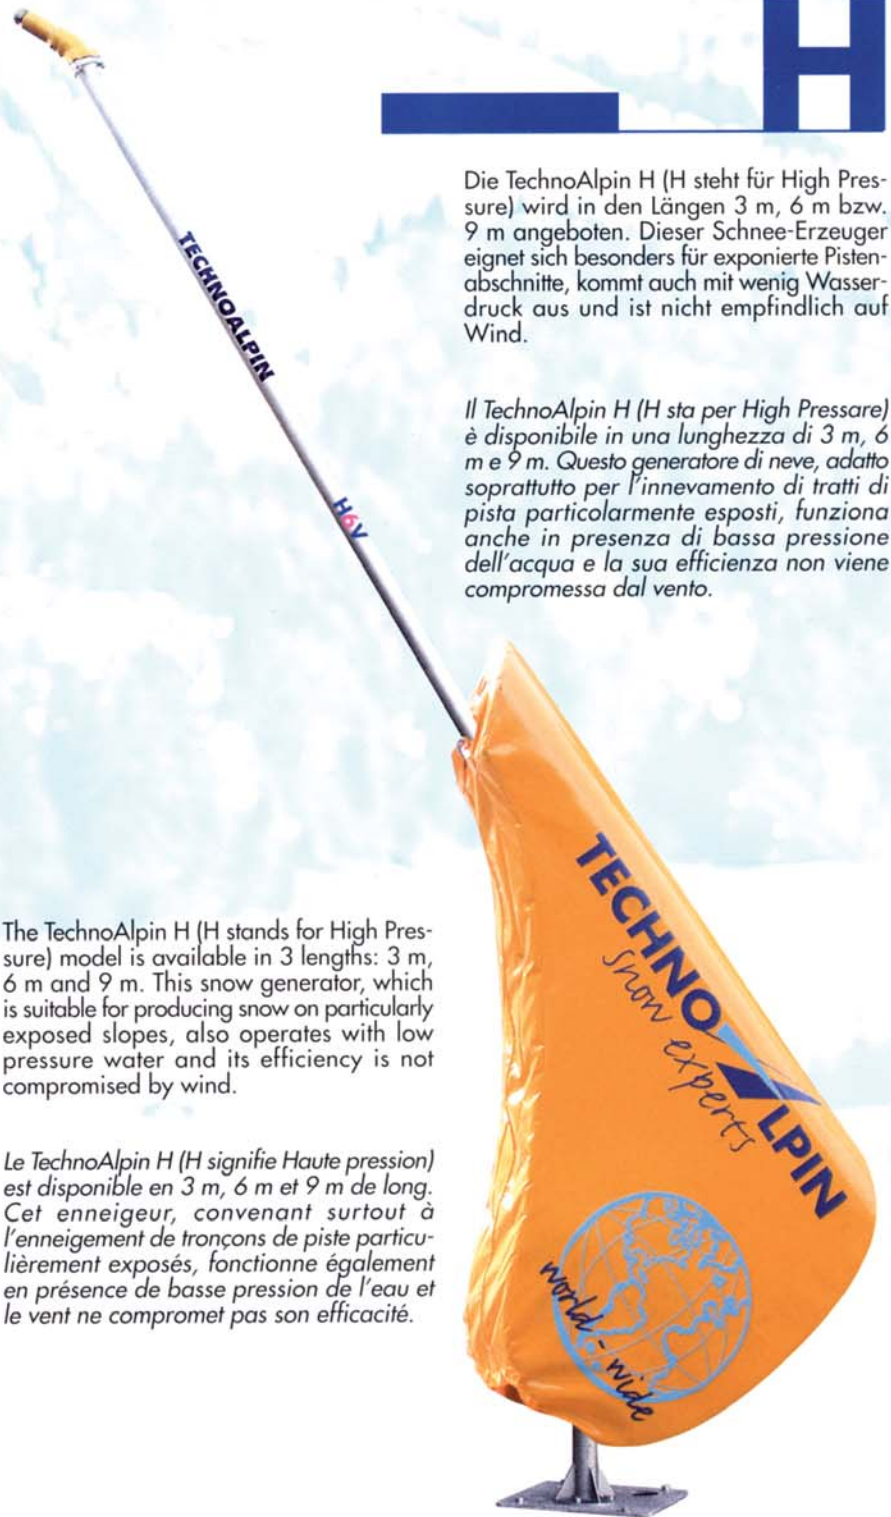 H
Die TechnoAlpin H (H steht für High Pres-
sure) wird in den Längen 3 m, 6 m bzw.
9 m angeboten. Dieser Schnee-Erzeuger
eignet sich besonders für exponierte Pisten-
abschnitte, kommt auch mit wenig Wasser-
druck aus und ist nicht empfindlich auf
Wind.
Il TechnoAlpin H (H sta per High Pressare)
è disponibile in una lunghezza di 3 m, 6
m e 9 m. Questo generatore di neve, adatto
soprattutto per l'innevamento di tratti di
pista particolarmente esposti, funziona
anche in presenza di bassa pressione
dell'acqua e la sua efficienza non viene
compromessa dal vento.
TECHNOALPIN
H6V
The TechnoAlpin H (H stands for High Pres-
sure) model is available in 3 lengths: 3 m,
6 m and 9 m. This snow generator, which
is suitable for producing snow on particularly
exposed slopes, also operates with low
pressure water and its efficiency is not
compromised by wind.
Le TechnoAlpin H (H signifie Haute pression)
est disponible en 3 m, 6 m et 9 m de long.
Cet enneigeur, convenant surtout à
l'enneigement de tronçons de piste particu-
lièrement exposés, fonctionne également
en présence de basse pression de l'eau et
le vent ne compromet pas son efficacité.
TECHNOALPIN
snow experts
world-wide